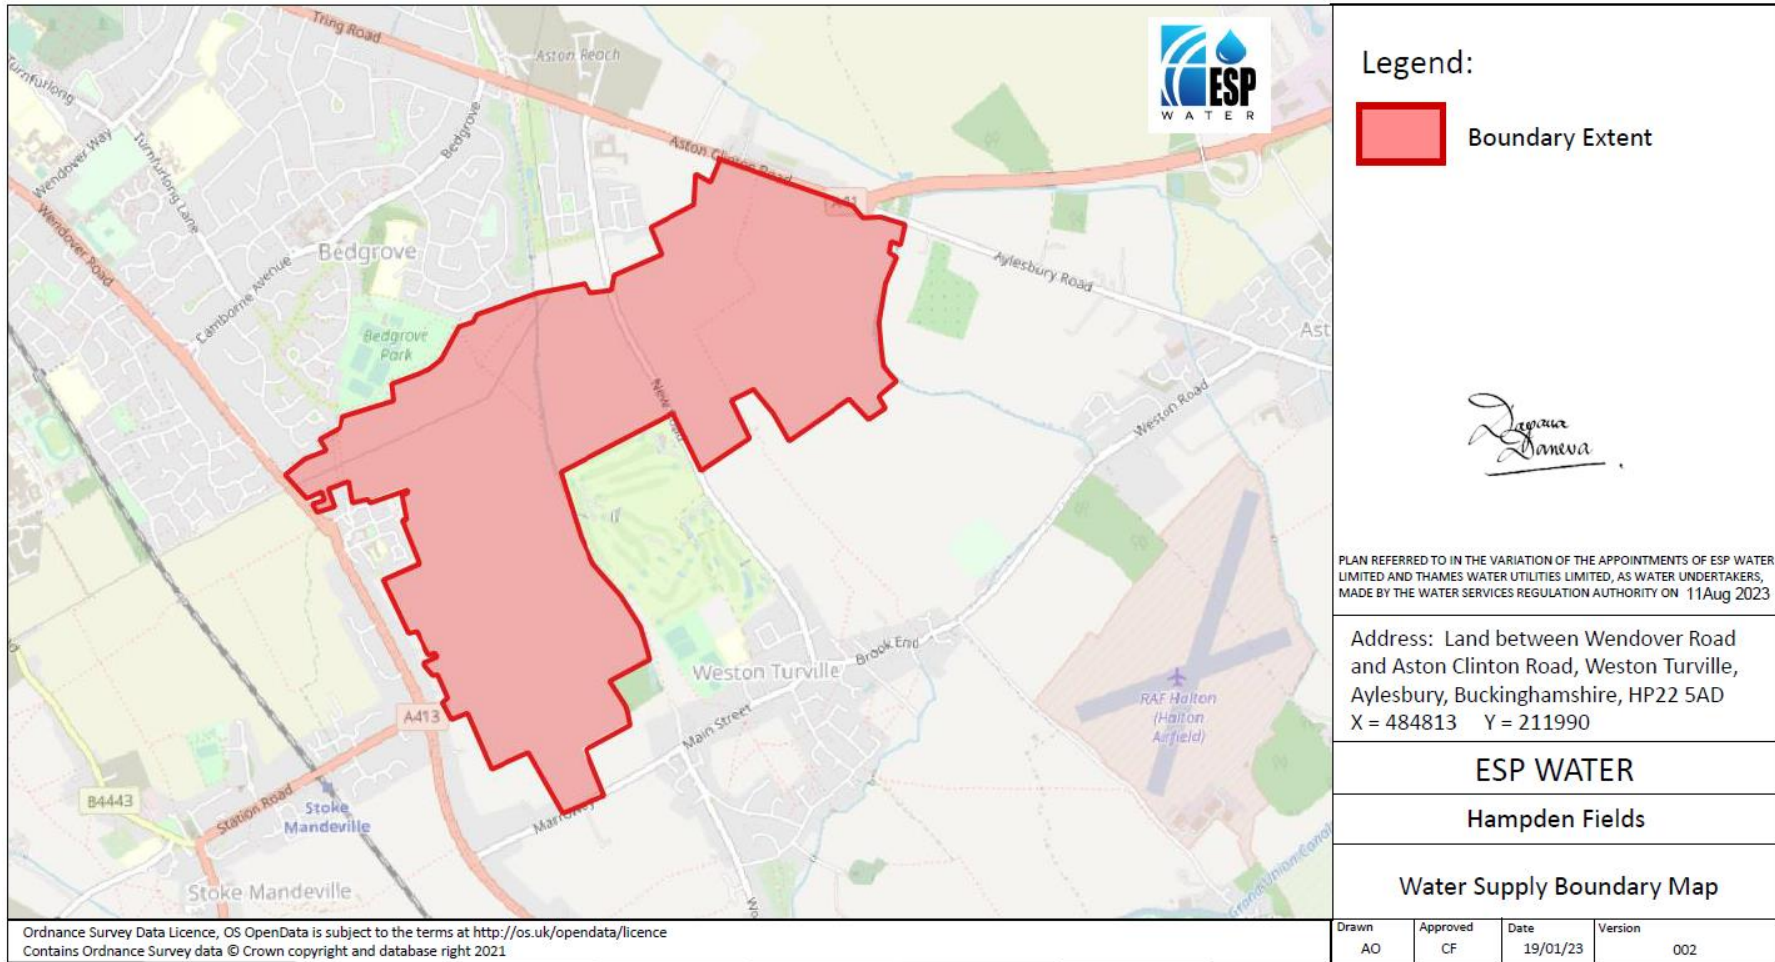 Tring Road
Aston Reach
Turnfurlong
Wendover Way
Turnfurlong Lane
Bedgrove
Wendover Road
Aston Clinton Road
A41
Bedgrove
Camborne Avenue
Aylesbury Road
Bedgrove
Park
Ast
New Road
Weston Road
Weston Turville
Brook End
RAF Halton
(Halton
Airfield)
A413
Main Street
B4443
Station Road
Stoke
Mandeville
Stoke Mandeville
Grand Union Canal
ESP
WATER
Legend:
Boundary Extent
Daneva
PLAN REFERRED TO IN THE VARIATION OF THE APPOINTMENTS OF ESP WATER
LIMITED AND THAMES WATER UTILITIES LIMITED, AS WATER UNDERTAKERS,
MADE BY THE WATER SERVICES REGULATION AUTHORITY ON 11Aug 2023
Address: Land between Wendover Road
and Aston Clinton Road, Weston Turville,
Aylesbury, Buckinghamshire, HP22 5AD
X = 484813 Y = 211990
ESP WATER
Hampden Fields
Water Supply Boundary Map
Drawn Approved Date Version
AO CF 19/01/23 002
Ordnance Survey Data Licence, OS OpenData is subject to the terms at http://os.uk/opendata/licence
Contains Ordnance Survey data © Crown copyright and database right 2021